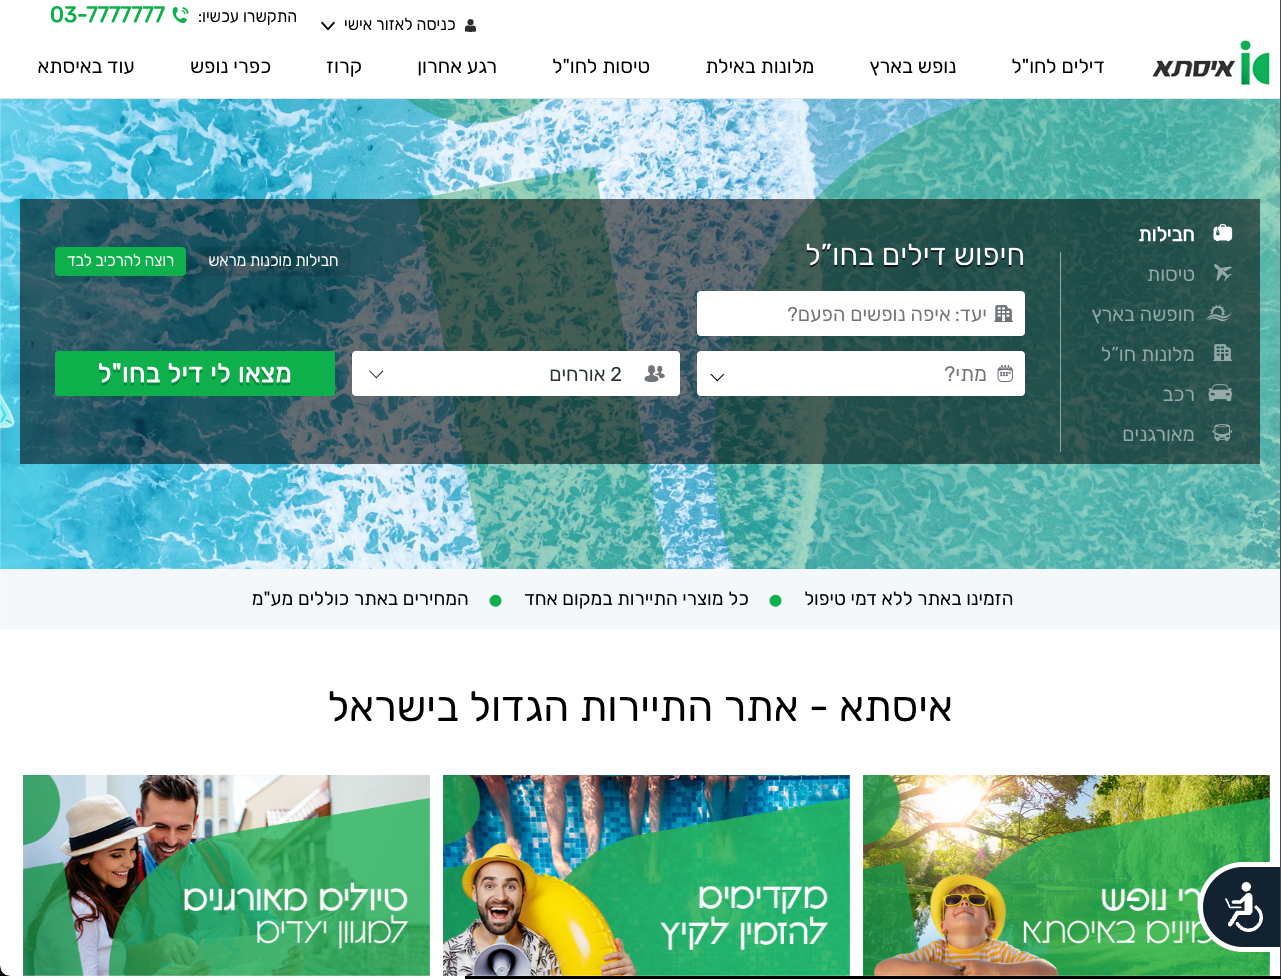 כניסה לאזור אישי
התקשרו עכשיו: 03-7777777
איסתא
דילים לחו"ל
נופש בארץ
מלונות באילת
טיסות לחו"ל
רגע אחרון
קרוז
כפרי נופש
עוד באיסתא
חבילות
טיסות
חופשה בארץ
מלונות חו"ל
רכב
מאורגנים
חיפוש דילים בחו"ל
חבילות מוכנות מראש
רוצה להרכיב לבד
יעד: איפה נופשים הפעם?
מתי?
2 אורחים
מצאו לי דיל בחו"ל
הזמינו באתר ללא דמי טיפול
כל מוצרי התיירות במקום אחד
המחירים באתר כוללים מע"מ
איסתא - אתר התיירות הגדול בישראל
נופש
באיסתא
מקדימים
להזמין לקיץ
טיולים מאורגנים
למגוון יעדים